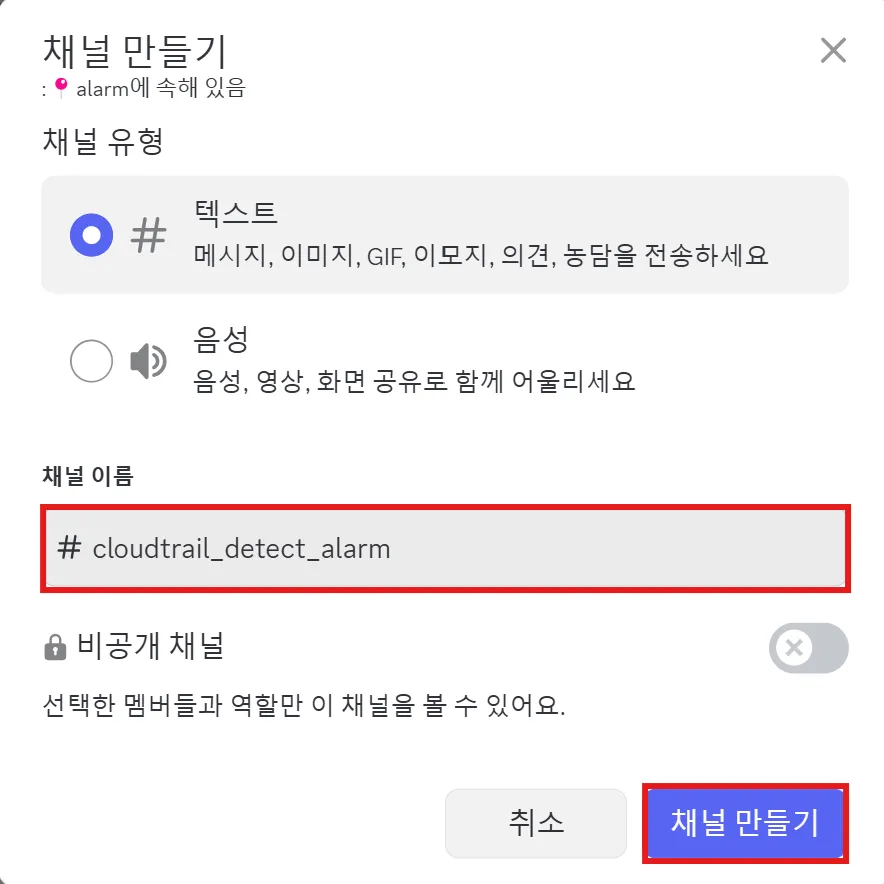 채널 만들기
: 📍 alarm에 속해 있음
채널 유형
텍스트
메시지, 이미지, GIF, 이모지, 의견, 농담을 전송하세요
음성
음성, 영상, 화면 공유로 함께 어울리세요
채널 이름
# cloudtrail_detect_alarm
비공개 채널
선택한 멤버들과 역할만 이 채널을 볼 수 있어요.
취소
채널 만들기